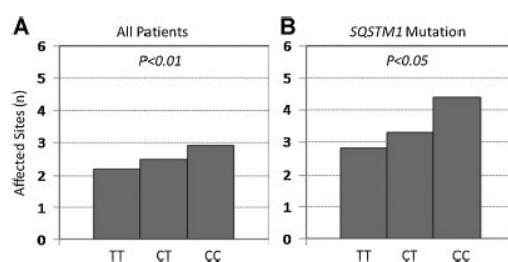 A All Patients
B SQSTM1 Mutation
P<0.01
P<0.05
Affected Sites (n)
6
5
4
3
2
1
0
6
5
4
3
2
1
0
TT CT CC
TT CT CC